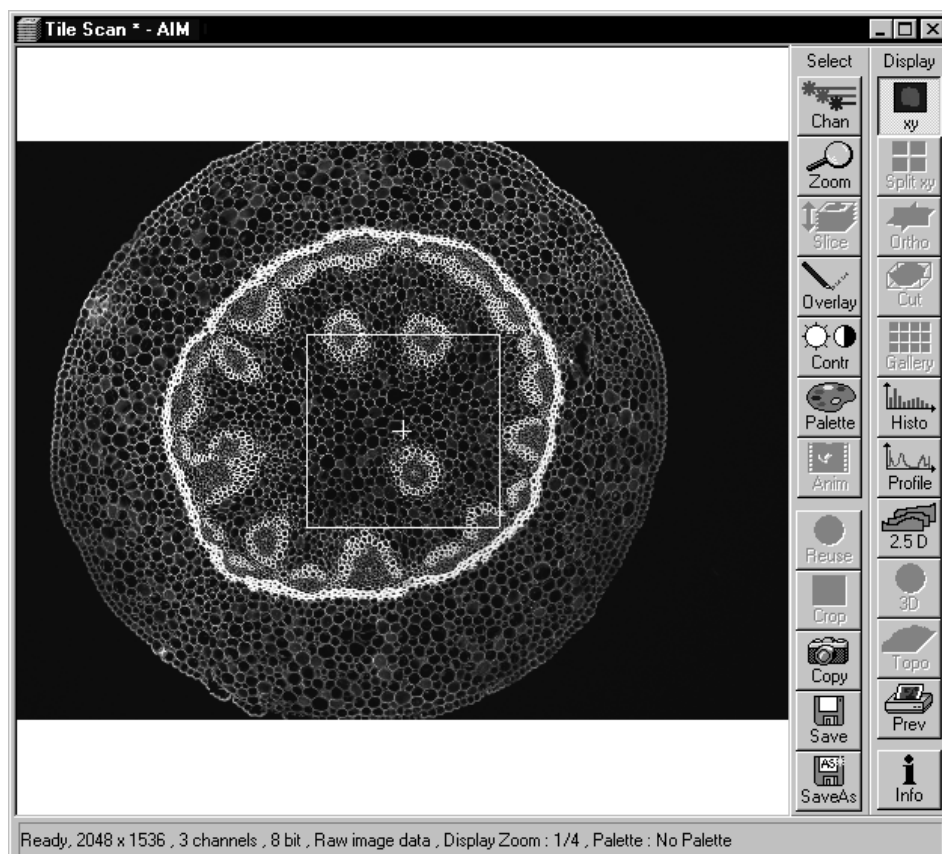 Tile Scan * - AIM
Select
Chan
Zoom
Slice
Overlay
Contr
Palette
Anim
Reuse
Crop
Copy
Save
AS
SaveAs
Display
xy
Split xy
Ortho
Cut
Gallery
Histo
Profile
2.5 D
3D
Topo
Prev
Info
Ready, 2048 x 1536 , 3 channels , 8 bit , Raw image data , Display Zoom : 1/4 , Palette : No Palette